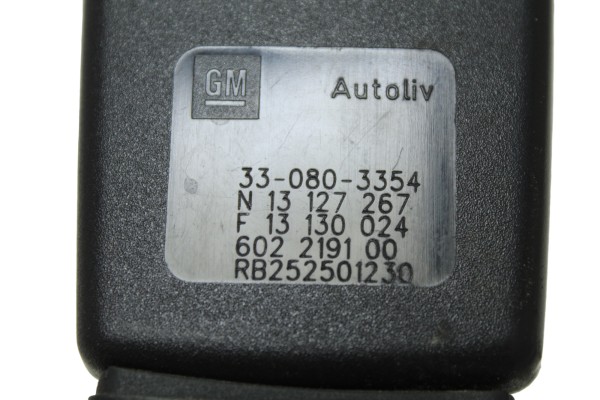 GM Autoliv
33-080-3354
N 13 127 267
F 13 130 024
602 2191 00
RB252501230